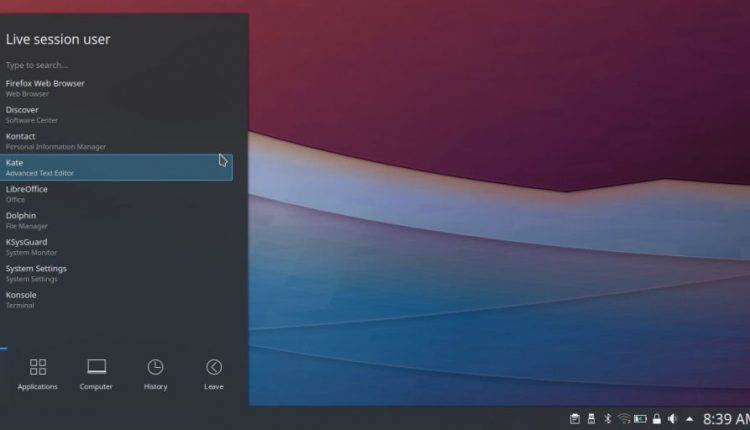 Live session user
Type to search...
Firefox Web Browser
Web Browser
Discover
Software Center
Kontact
Personal Information Manager
Kate
Advanced Text Editor
LibreOffice
Office
Dolphin
File Manager
KSysGuard
System Monitor
System Settings
System Settings
Konsole
Terminal
Applications Computer History Leave
8:39 AM